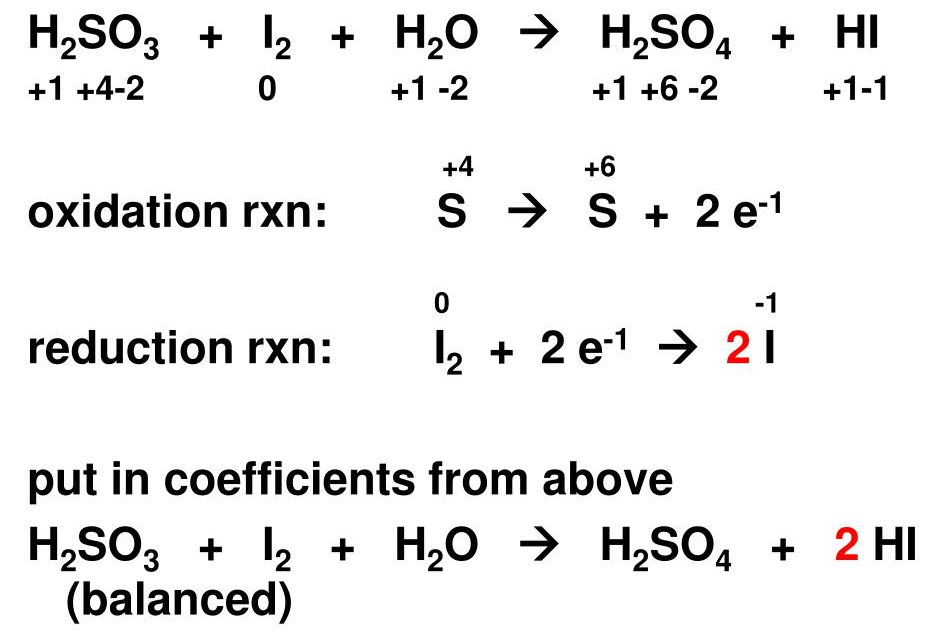 H₂SO₃ + I₂ + H₂O → H₂SO₄ + HI
+1 +4-2 0 +1 -2 +1 +6 -2 +1-1
+4 +6
oxidation rxn: S → S + 2 e⁻¹
0 -1
reduction rxn: I₂ + 2 e⁻¹ → 2 I
put in coefficients from above
H₂SO₃ + I₂ + H₂O → H₂SO₄ + 2 HI
(balanced)